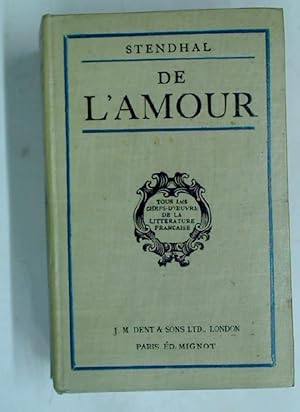 STENDHAL
DE
L'AMOUR
TOUS LES
CHEFS-D'ŒUVRE
DE LA
LITTÉRATURE
FRANÇAISE
J. M. DENT & SONS LTD., LONDON
PARIS. ÉD. MIGNOT